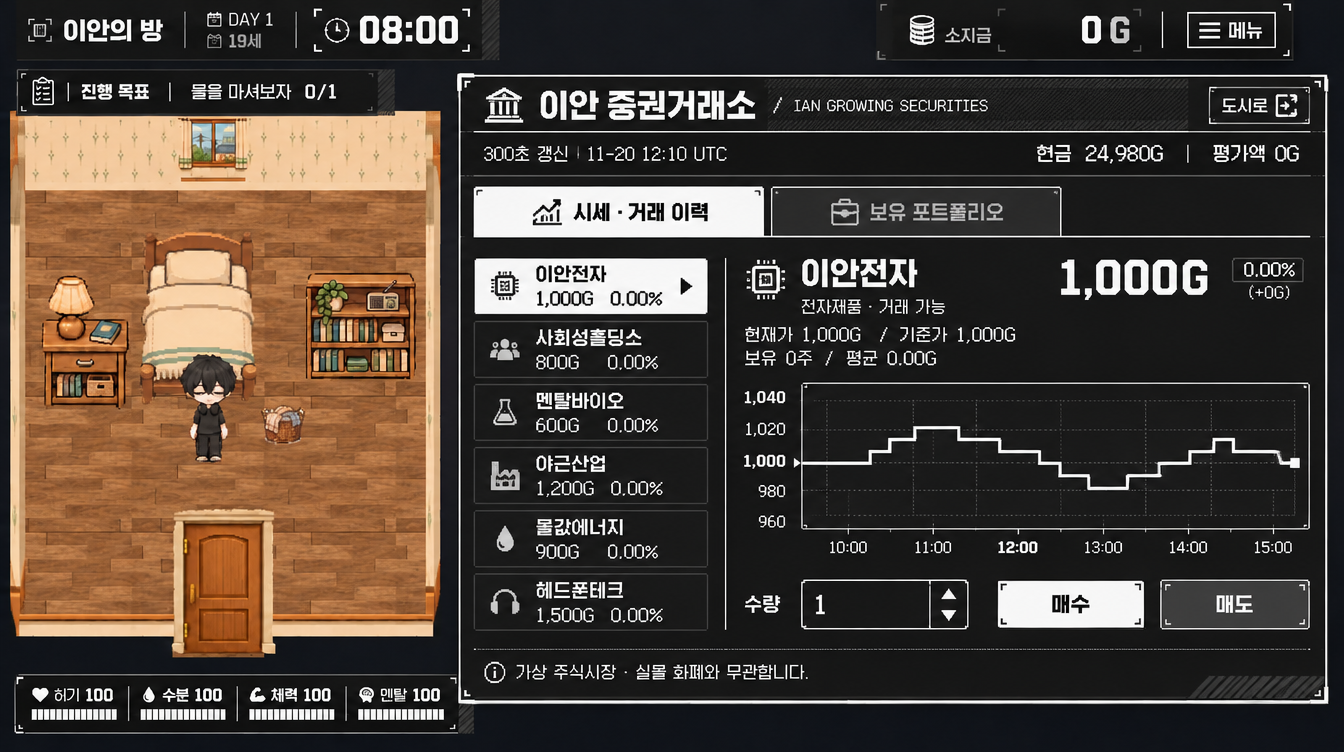 이안의 방
DAY 1
19세
08:00
소지금 0 G
메뉴
진행 목표 | 물을 마셔보자 0/1
이안 증권거래소 / IAN GROWING SECURITIES
도시로
300초 갱신 | 11-20 12:10 UTC
현금 24,980G | 평가액 0G
시세 · 거래 이력
보유 포트폴리오
이안전자
1,000G 0.00%
사회성홀딩소
800G 0.00%
멘탈바이오
600G 0.00%
야근산업
1,200G 0.00%
물값에너지
900G 0.00%
헤드폰테크
1,500G 0.00%
이안전자
전자제품 · 거래 가능
1,000G
0.00%
(+0G)
현재가 1,000G / 기준가 1,000G
보유 0주 / 평균 0.00G
1,040
1,020
1,000
980
960
10:00 11:00 12:00 13:00 14:00 15:00
수량 1
매수
매도
가상 주식시장 · 실물 화폐와 무관합니다.
허기 100
수분 100
체력 100
멘탈 100